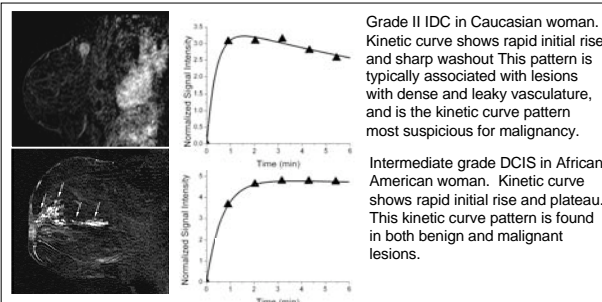 Grade II IDC in Caucasian woman.
Kinetic curve shows rapid initial rise
and sharp washout This pattern is
typically associated with lesions
with dense and leaky vasculature,
and is the kinetic curve pattern
most suspicious for malignancy.
Normalized Signal Intensity
3.5
3.0
2.5
2.0
1.5
1.0
0.5
0.0
0 1 2 3 4 5 6
Time (min)
Intermediate grade DCIS in African
American woman. Kinetic curve
shows rapid initial rise and plateau.
This kinetic curve pattern is found
in both benign and malignant
lesions.
Normalized Signal Intensity
5
4
3
2
1
0
0 1 2 3 4 5 6
Time (min)